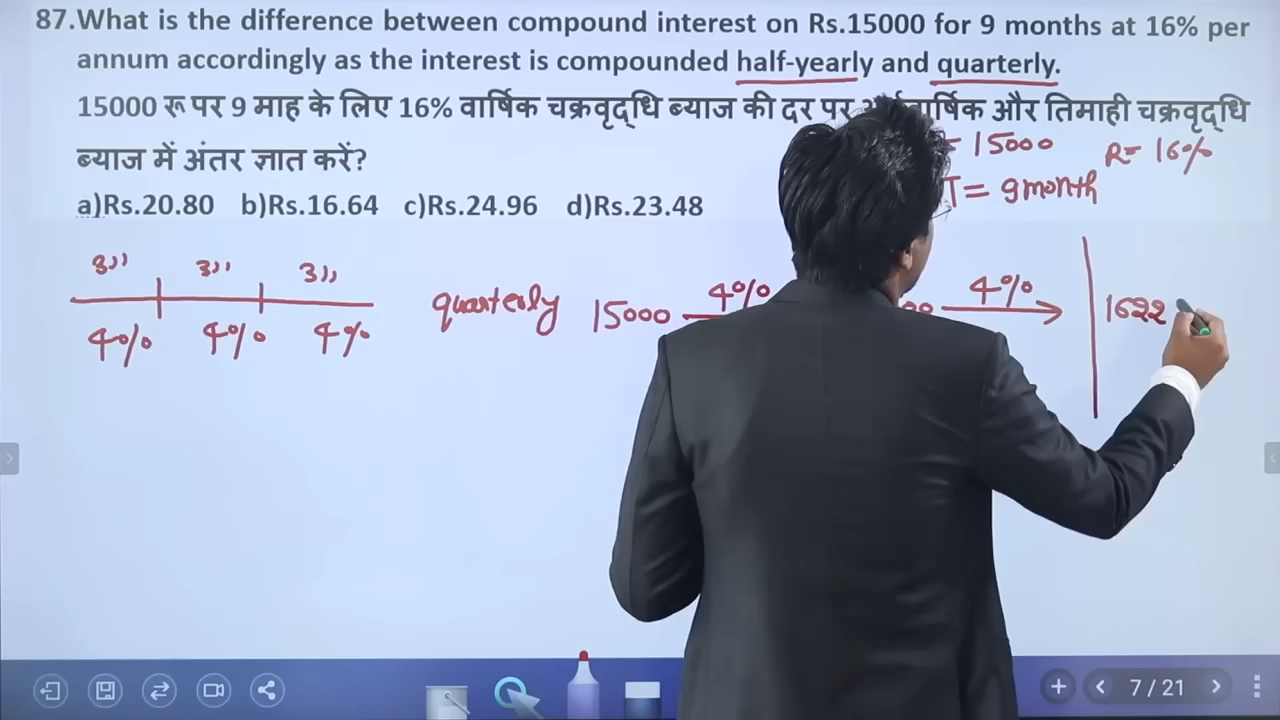 87.What is the difference between compound interest on Rs.15000 for 9 months at 16% per
annum accordingly as the interest is compounded half-yearly and quarterly.
15000 रू पर 9 माह के लिए 16% वार्षिक चक्रवृद्धि ब्याज की दर पर और तिमाही चक्रवृद्धि
ब्याज में अंतर ज्ञात करें?
= 15000 R= 16%
T= 9month
a)Rs.20.80 b)Rs.16.64 c)Rs.24.96 d)Rs.23.48
3,, 3,, 3,,
4% 4% 4%
quarterly 15000 4% 4% 1622
7 / 21